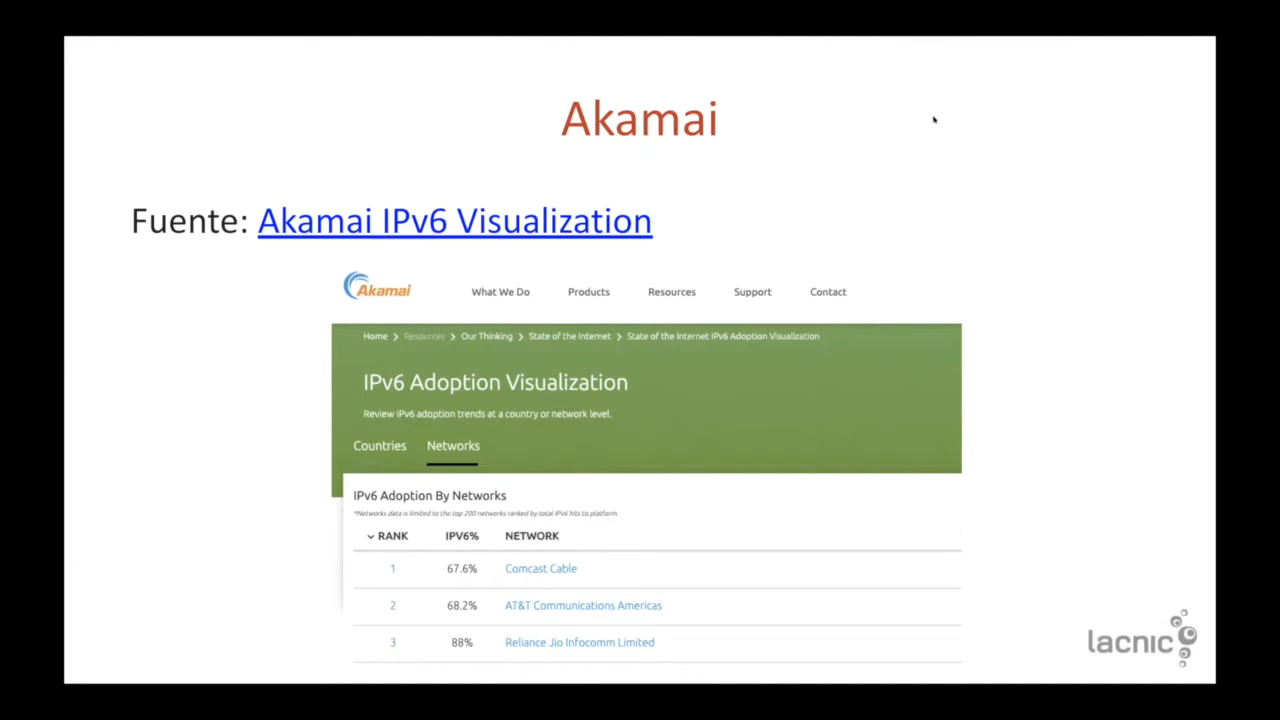 Akamai
Fuente: Akamai IPv6 Visualization
Akamai
What We Do Products Resources Support Contact
Home > Resources > Our Thinking > State of the Internet > State of the Internet IPv6 Adoption Visualization
IPv6 Adoption Visualization
Review IPv6 adoption trends at a country or network level.
Countries Networks
IPv6 Adoption By Networks
*Networks data is limited to the top 200 networks ranked by total IPv6 hits to platform.
RANK IPV6% NETWORK
1 67.6% Comcast Cable
2 68.2% AT&T Communications Americas
3 88% Reliance Jio Infocomm Limited
lacnic